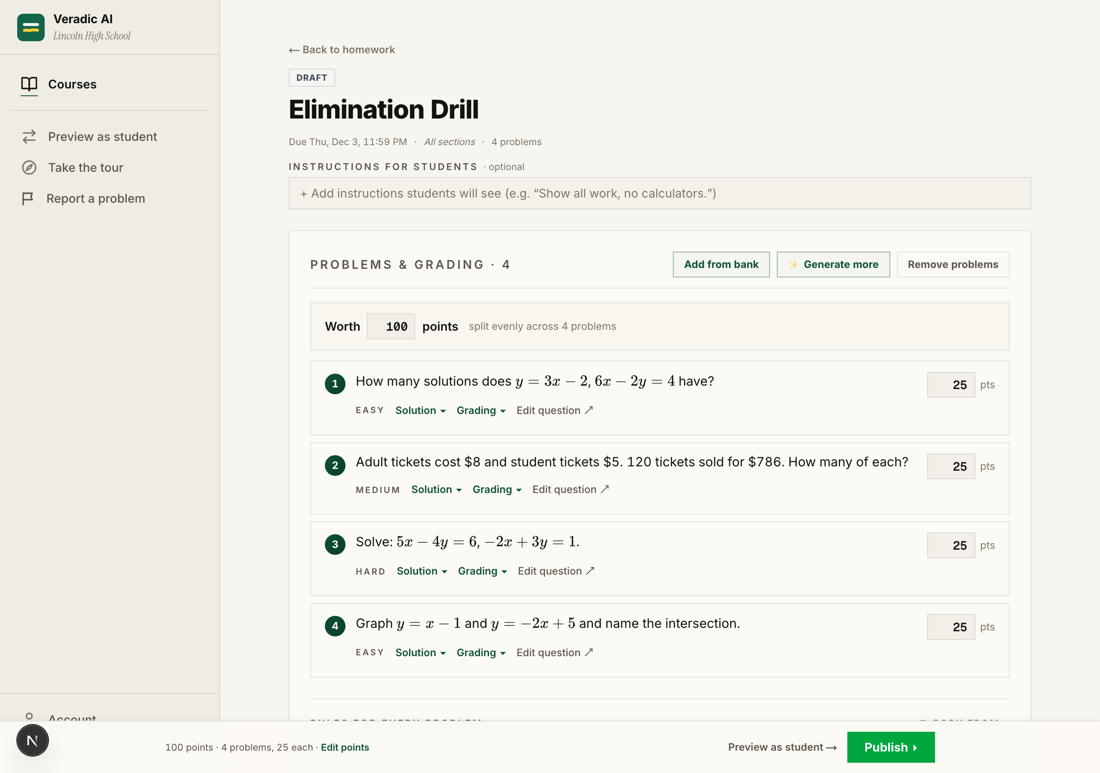 Veradic AI
Lincoln High School
Courses
Preview as student
Take the tour
Report a problem
Account
← Back to homework
DRAFT
Elimination Drill
Due Thu, Dec 3, 11:59 PM · All sections · 4 problems
INSTRUCTIONS FOR STUDENTS · optional
+ Add instructions students will see (e.g. “Show all work, no calculators.”)
PROBLEMS & GRADING · 4
Add from bank
✨ Generate more
Remove problems
Worth 100 points split evenly across 4 problems
1 How many solutions does y = 3x − 2, 6x − 2y = 4 have? 25 pts
EASY Solution Grading Edit question ↗
2 Adult tickets cost $8 and student tickets $5. 120 tickets sold for $786. How many of each? 25 pts
MEDIUM Solution Grading Edit question ↗
3 Solve: 5x − 4y = 6, −2x + 3y = 1. 25 pts
HARD Solution Grading Edit question ↗
4 Graph y = x − 1 and y = −2x + 5 and name the intersection. 25 pts
EASY Solution Grading Edit question ↗
N
100 points · 4 problems, 25 each · Edit points
Preview as student →
Publish